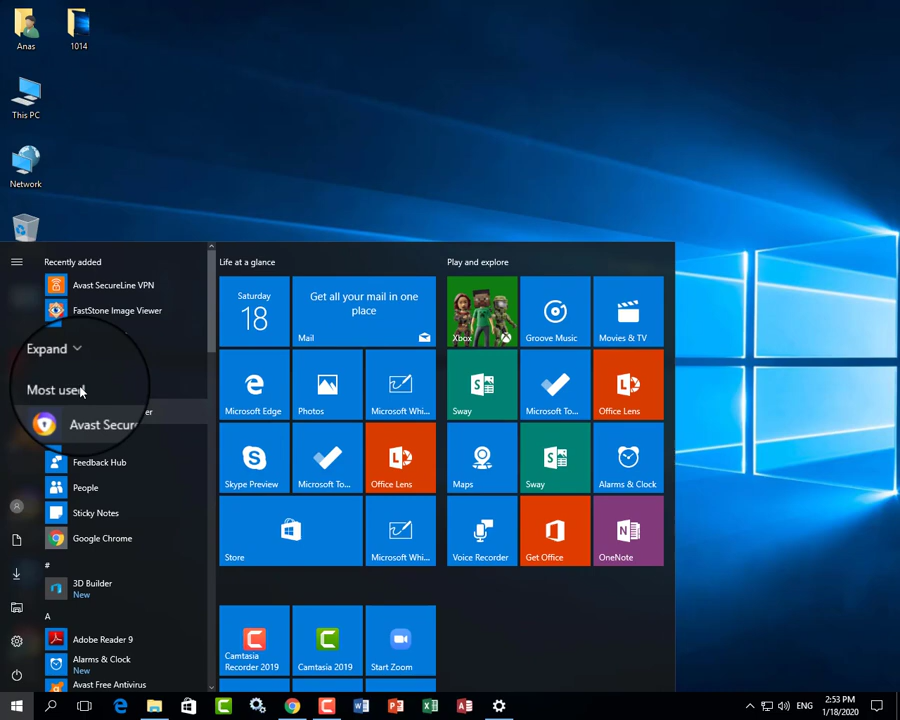 Anas
1014
This PC
Network
Recently added
Avast SecureLine VPN
FastStone Image Viewer
Expand
Most used
Avast Secur
er
Feedback Hub
People
Sticky Notes
Google Chrome
#
3D Builder
New
A
Adobe Reader 9
Alarms & Clock
New
Avast Free Antivirus
Life at a glance
Saturday
18
Get all your mail in one
place
Mail
Microsoft Edge
Photos
Microsoft Whi...
Skype Preview
Microsoft To...
Office Lens
Store
Microsoft Whi...
Camtasia
Recorder 2019
Camtasia 2019
Start Zoom
Play and explore
Xbox
Groove Music
Movies & TV
Sway
Microsoft To...
Office Lens
Maps
Sway
Alarms & Clock
Voice Recorder
Get Office
OneNote
ENG
2:53 PM
1/18/2020